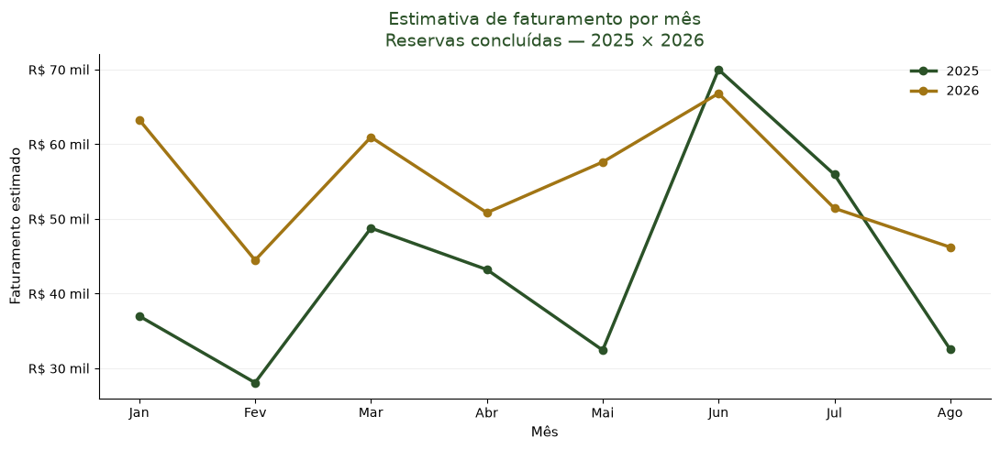 Estimativa de faturamento por mês
Reservas concluídas — 2025 × 2026
R$ 70 mil
R$ 60 mil
R$ 50 mil
R$ 40 mil
R$ 30 mil
Faturamento estimado
2025
2026
Jan Fev Mar Abr Mai Jun Jul Ago
Mês